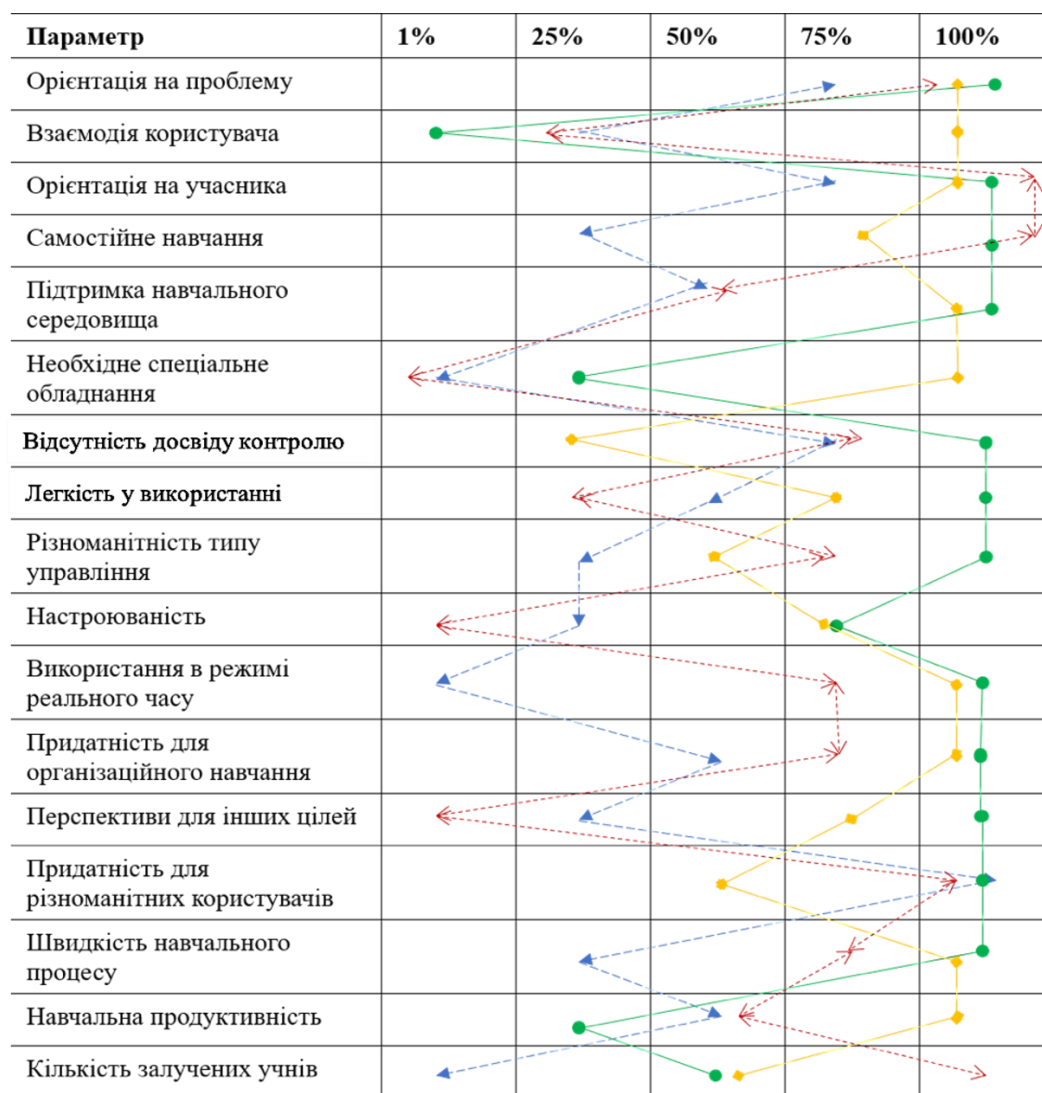 Параметр 1% 25% 50% 75% 100%
Орієнтація на проблему
Взаємодія користувача
Орієнтація на учасника
Самостійне навчання
Підтримка навчального
середовища
Необхідне спеціальне
обладнання
Відсутність досвіду контролю
Легкість у використанні
Різноманітність типу
управління
Настроюваність
Використання в режимі
реального часу
Придатність для
організаційного навчання
Перспективи для інших цілей
Придатність для
різноманітних користувачів
Швидкість навчального
процесу
Навчальна продуктивність
Кількість залучених учнів